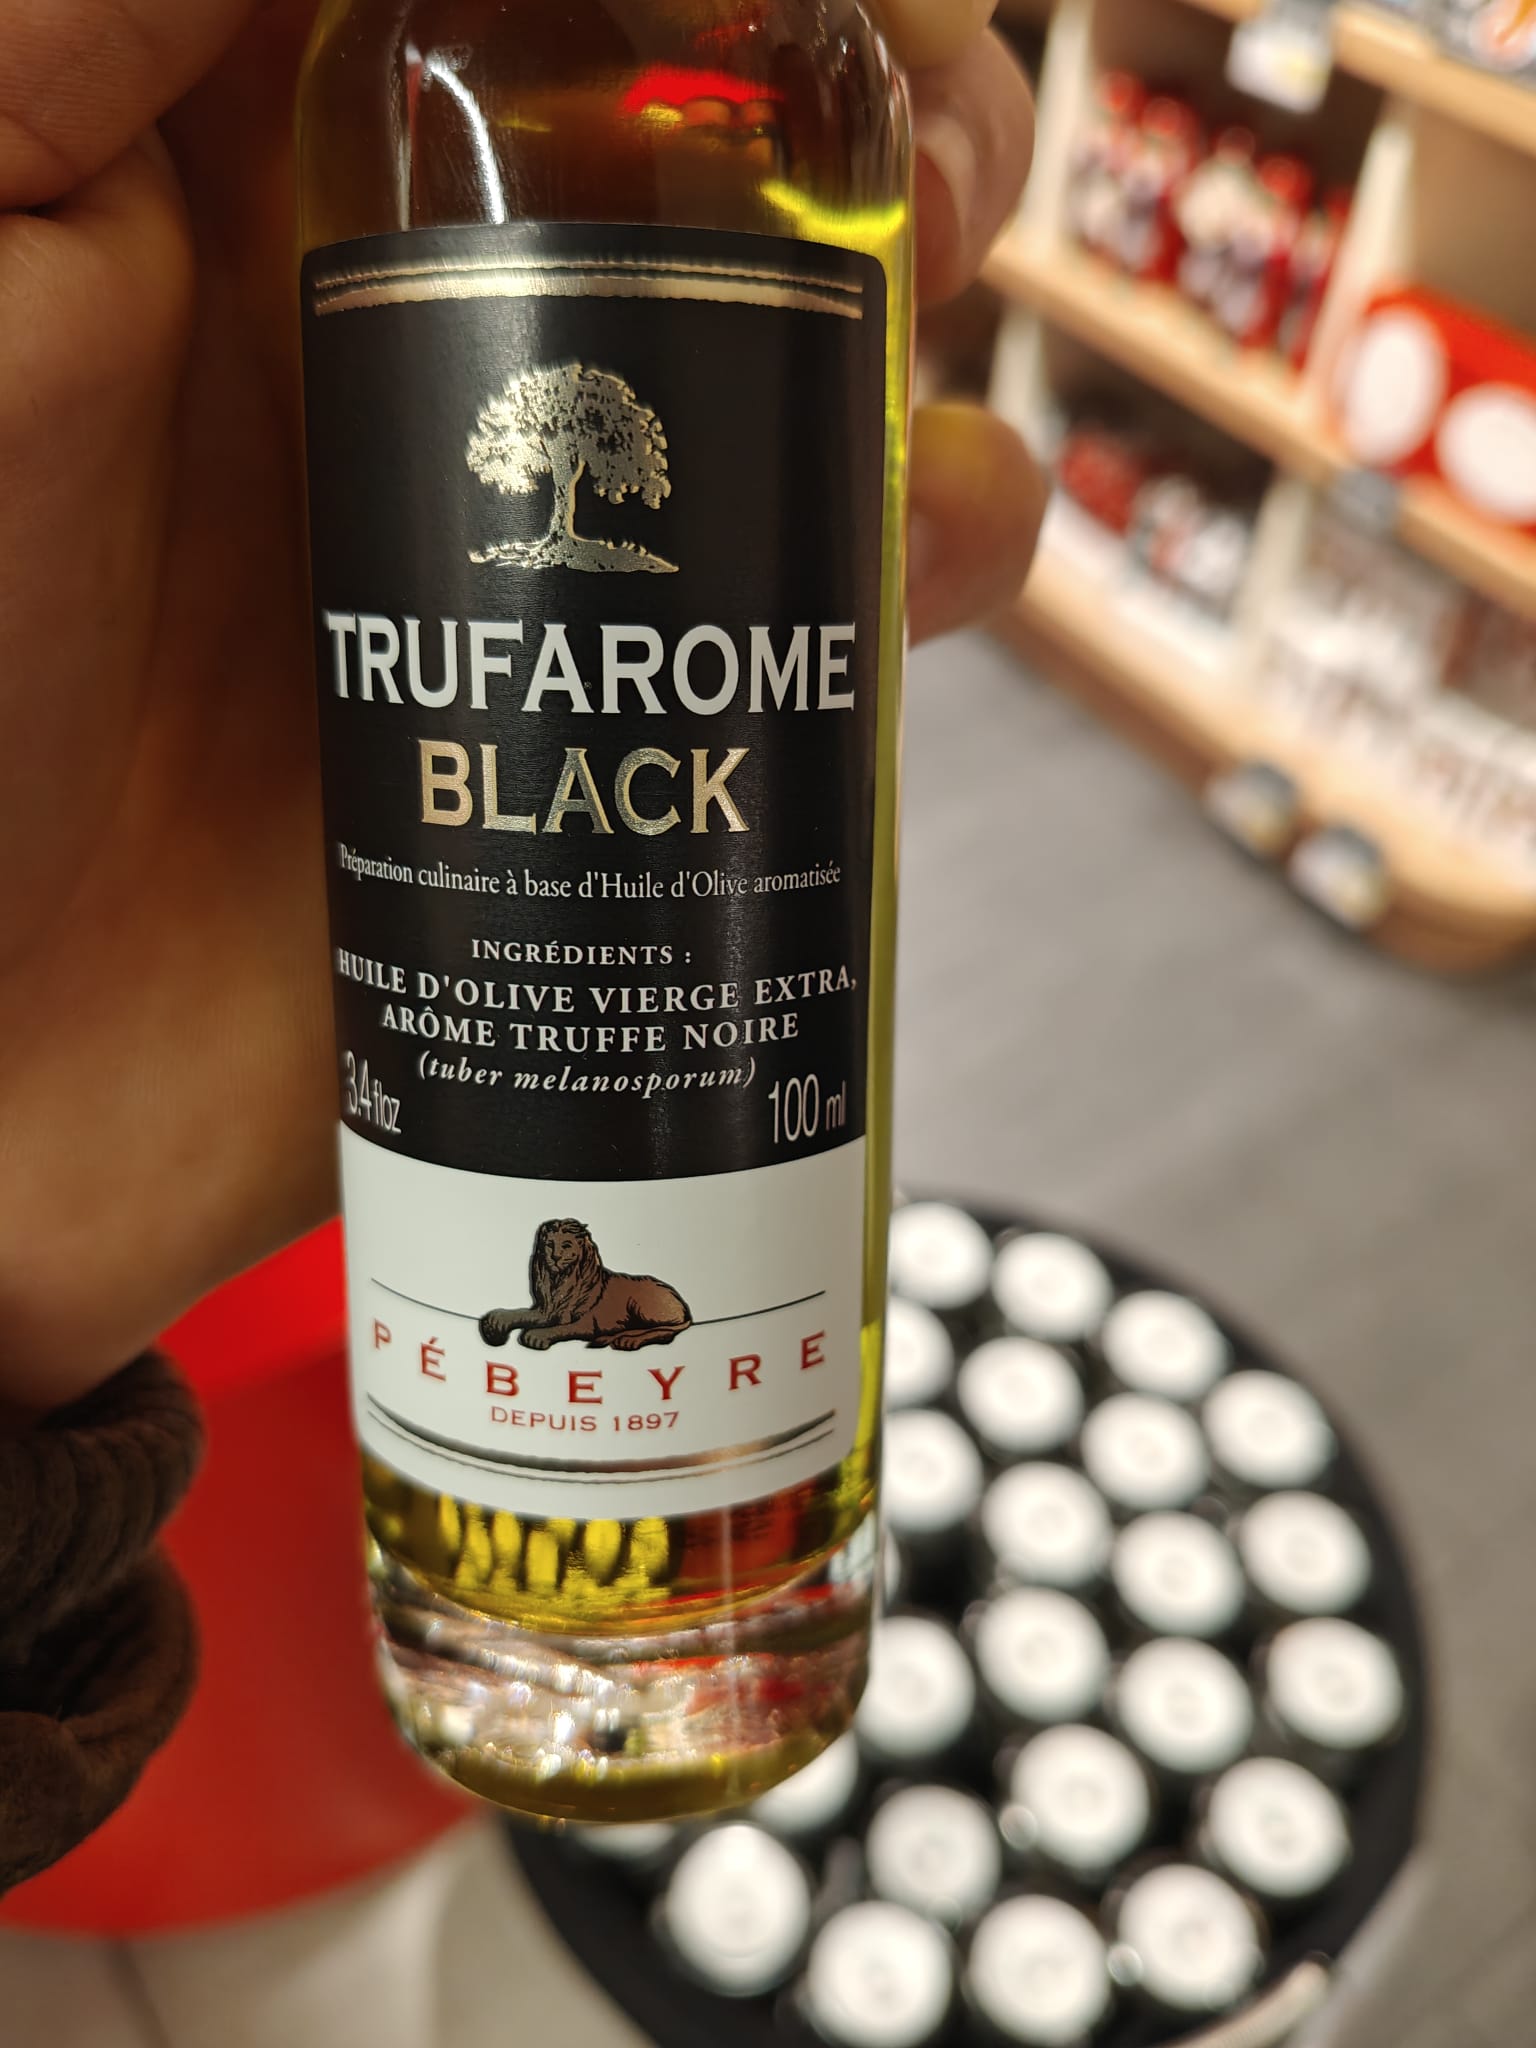 TRUFAROME
BLACK
Préparation culinaire à base d'Huile d'Olive aromatisée
INGRÉDIENTS :
HUILE D'OLIVE VIERGE EXTRA,
ARÔME TRUFFE NOIRE
(tuber melanosporum)
3.4 fl oz 100 ml
PÉBEYRE
DEPUIS 1897